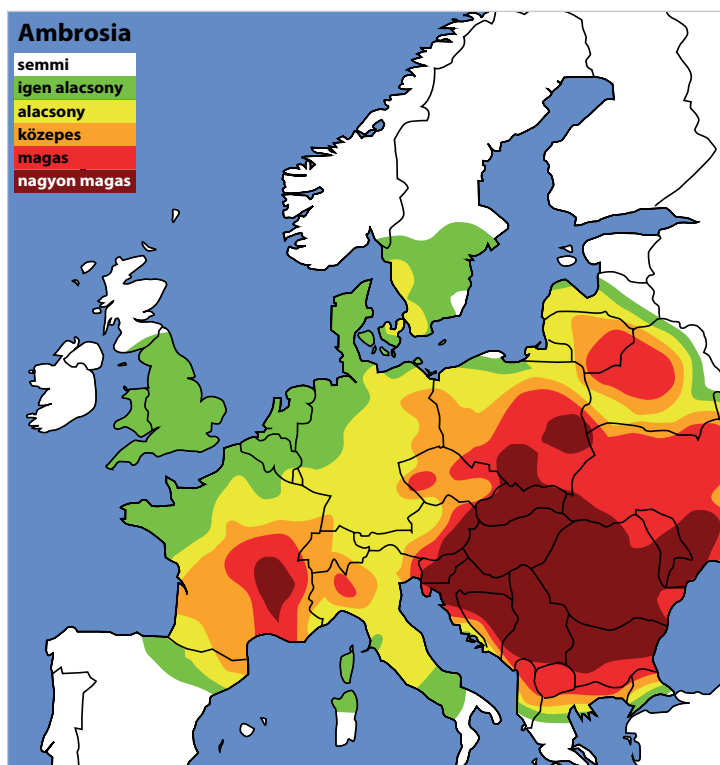 Ambrosia
semmi
igen alacsony
alacsony
közepes
magas
nagyon magas